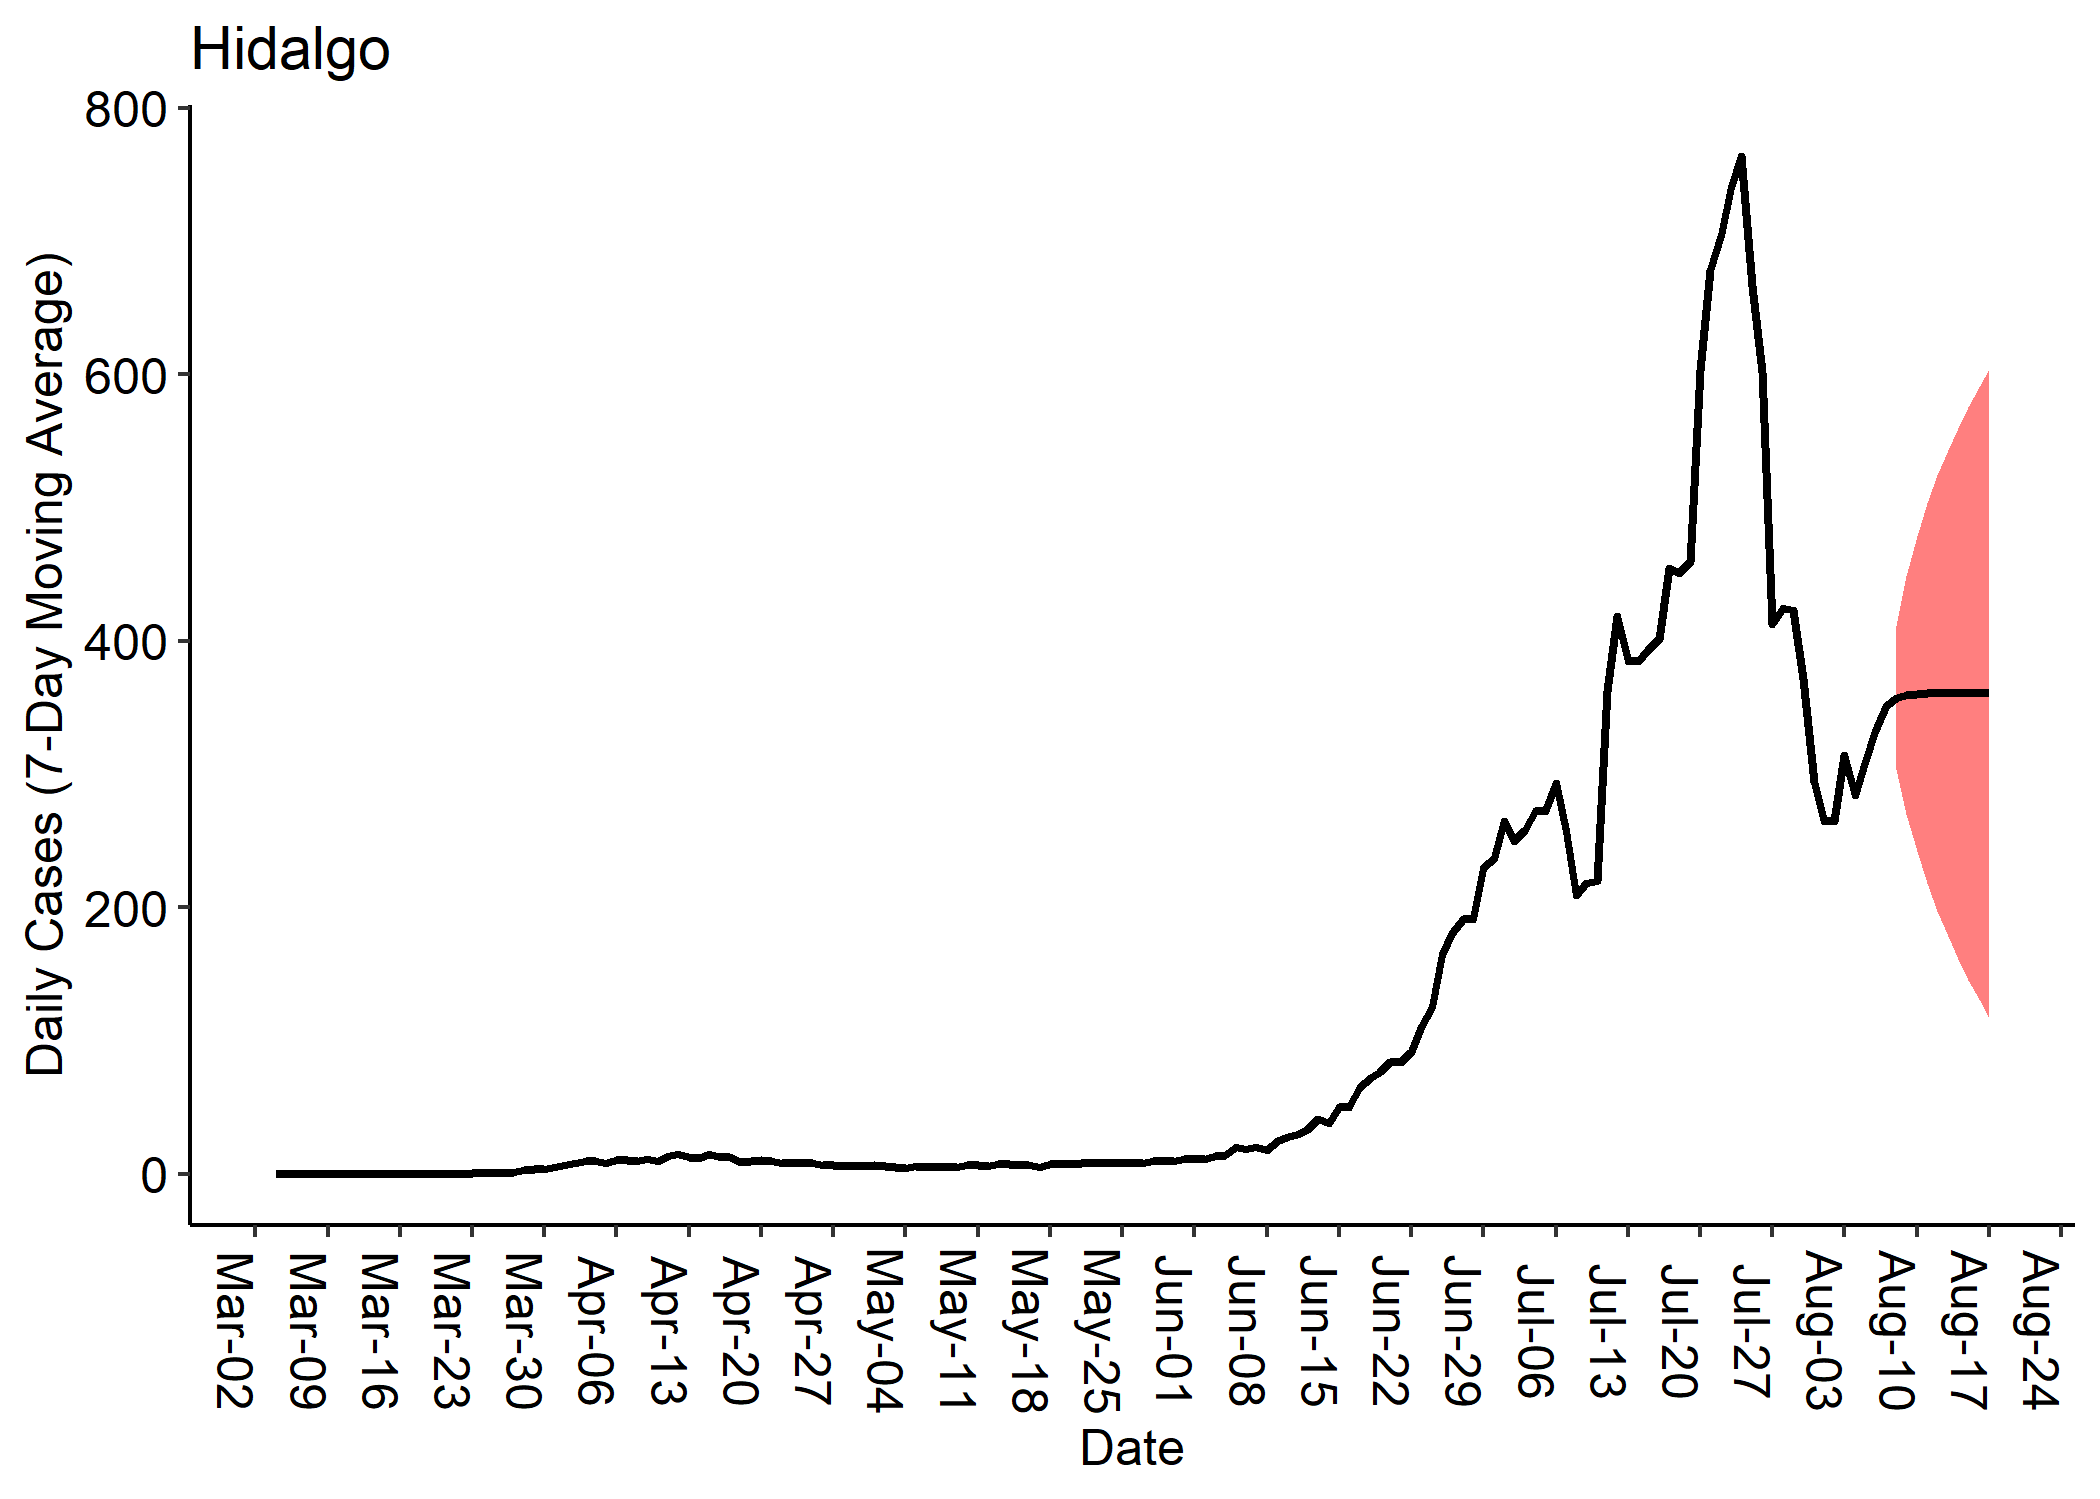 Hidalgo
Daily Cases (7-Day Moving Average)
800
600
400
200
0
Mar-02
Mar-09
Mar-16
Mar-23
Mar-30
Apr-06
Apr-13
Apr-20
Apr-27
May-04
May-11
May-18
May-25
Jun-01
Jun-08
Jun-15
Jun-22
Jun-29
Jul-06
Jul-13
Jul-20
Jul-27
Aug-03
Aug-10
Aug-17
Aug-24
Date